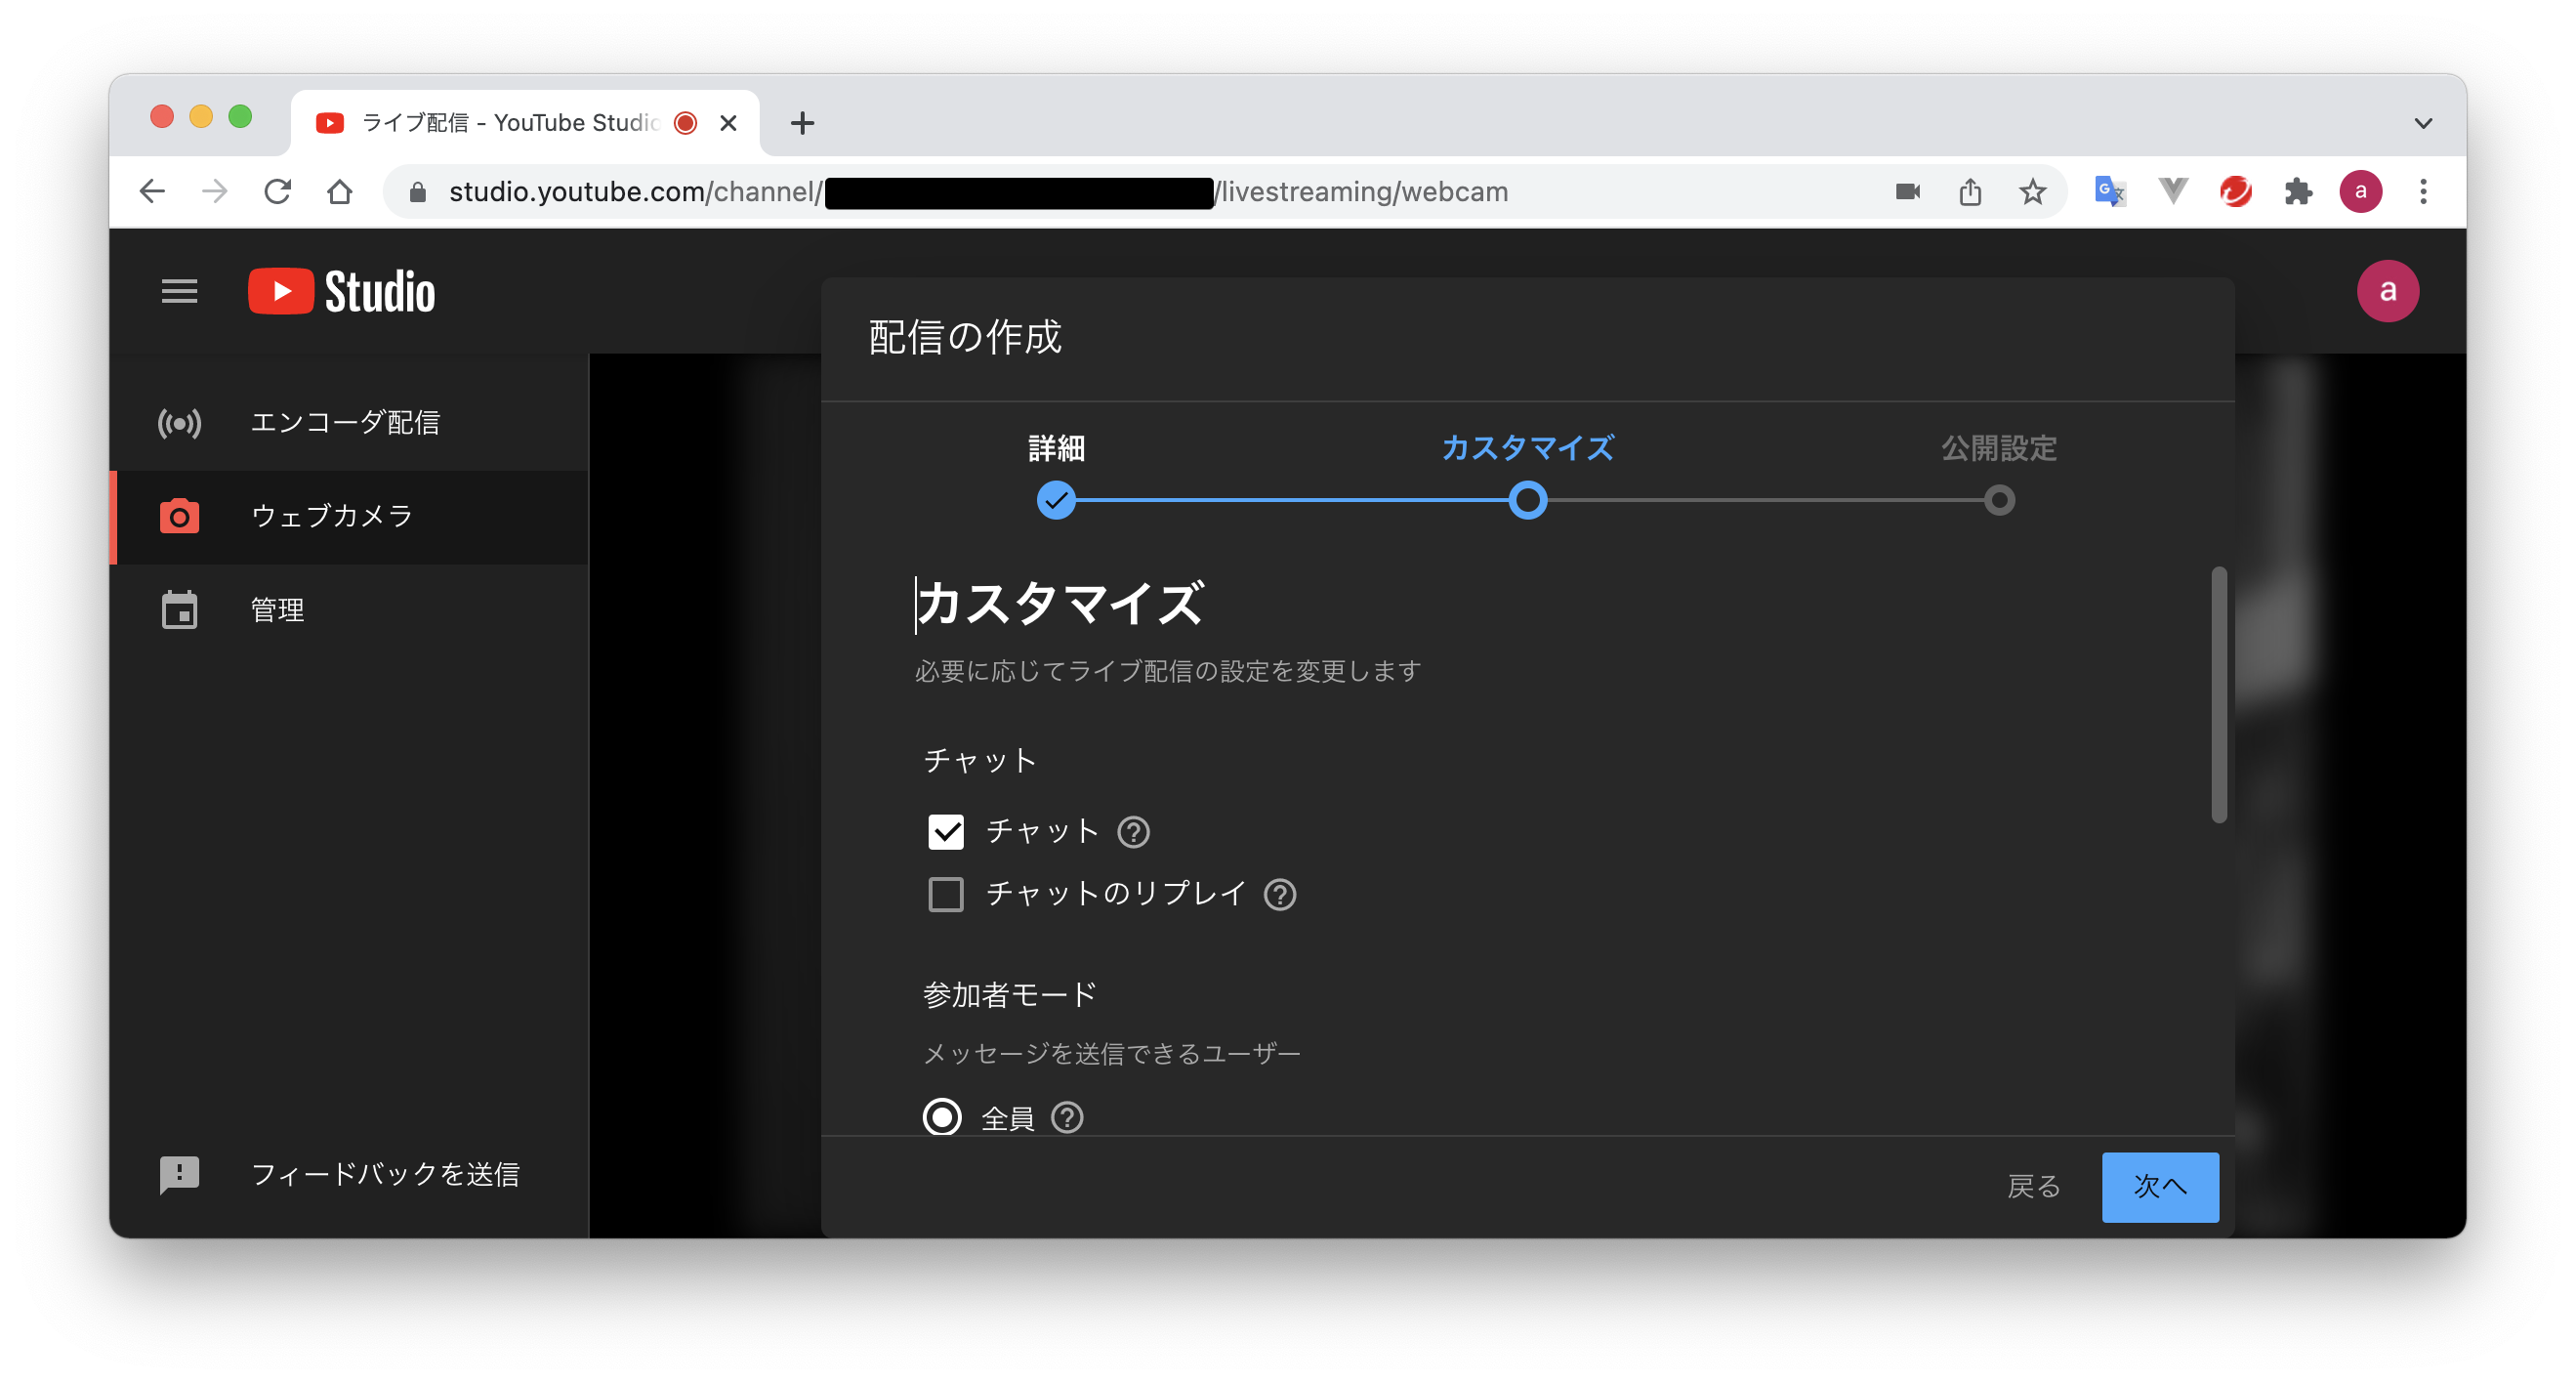 ライブ配信 - YouTube Studio
studio.youtube.com/channel/
/livestreaming/webcam
a
Studio
a
エンコーダ配信
ウェブカメラ
管理
フィードバックを送信
配信の作成
詳細
カスタマイズ
公開設定
カスタマイズ
必要に応じてライブ配信の設定を変更します
チャット
チャット
チャットのリプレイ
参加者モード
メッセージを送信できるユーザー
全員
戻る
次へ